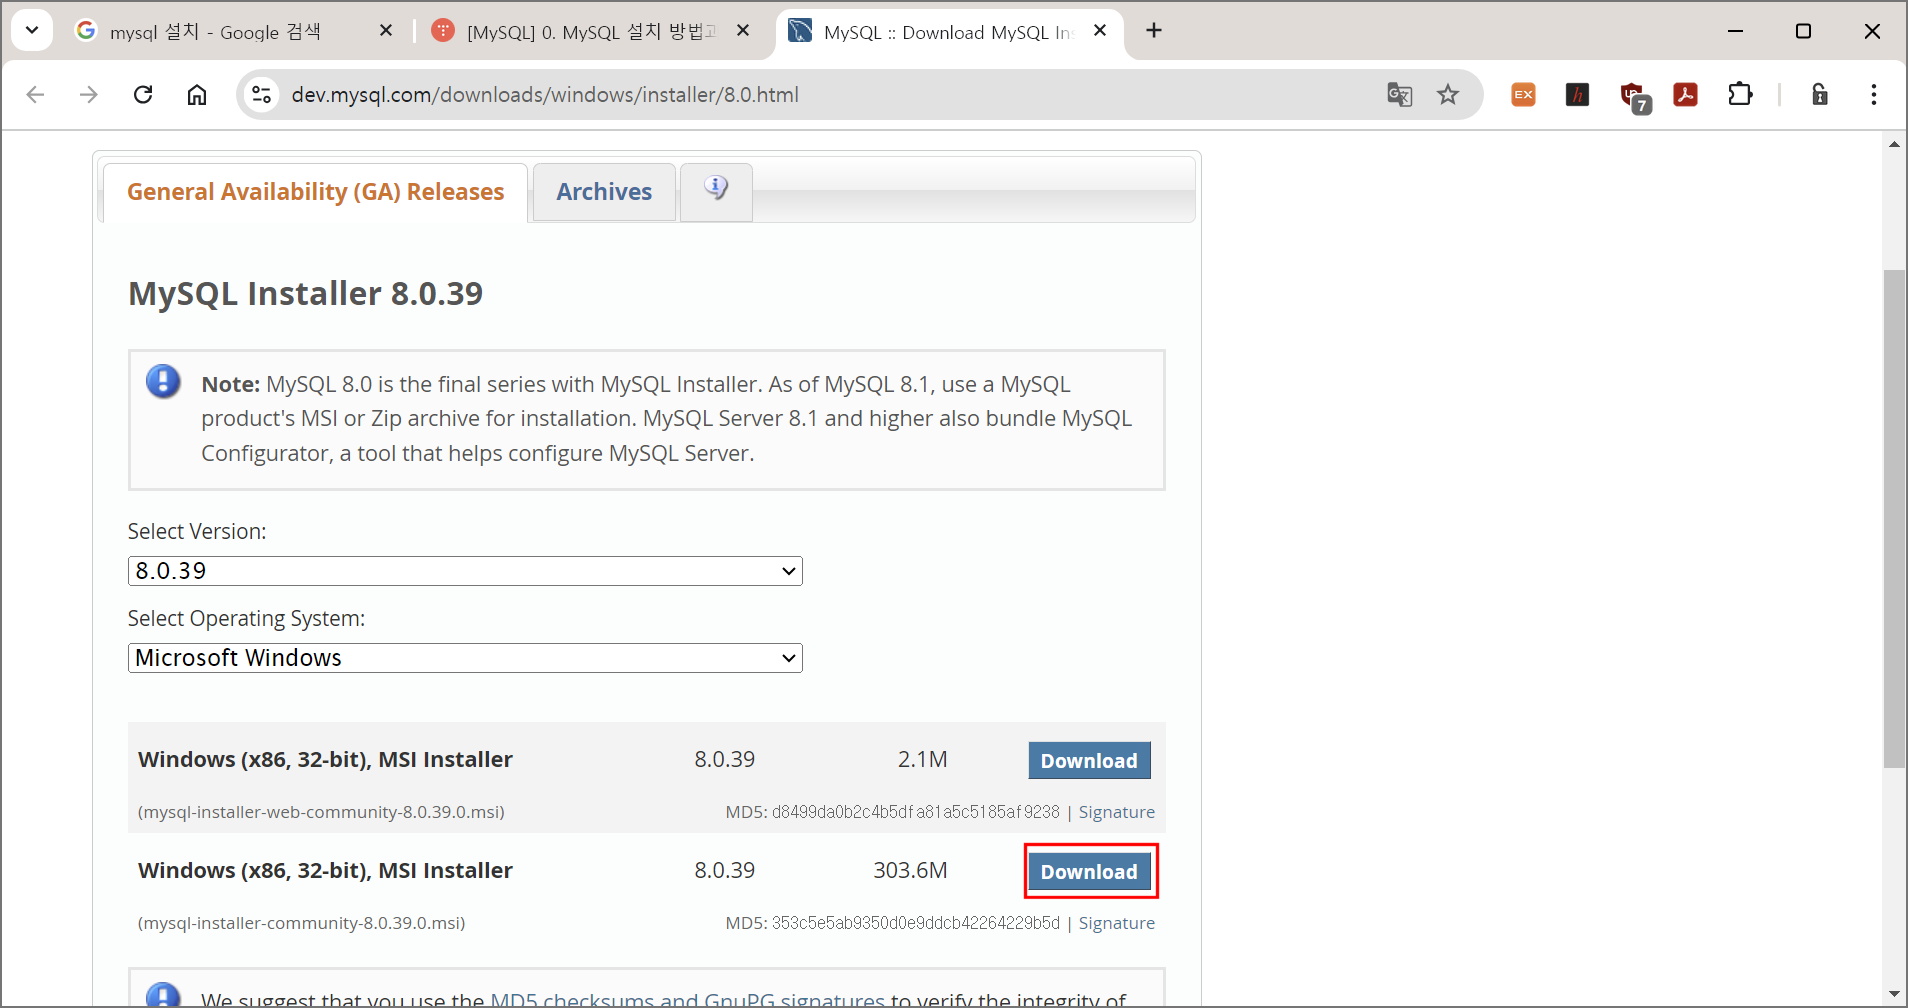 mysql 설치 - Google 검색
[MySQL] 0. MySQL 설치 방법과
MySQL :: Download MySQL Ins
dev.mysql.com/downloads/windows/installer/8.0.html
EX
h
7
General Availability (GA) Releases
Archives
MySQL Installer 8.0.39
Note: MySQL 8.0 is the final series with MySQL Installer. As of MySQL 8.1, use a MySQL
product's MSI or Zip archive for installation. MySQL Server 8.1 and higher also bundle MySQL
Configurator, a tool that helps configure MySQL Server.
Select Version:
8.0.39
Select Operating System:
Microsoft Windows
Windows (x86, 32-bit), MSI Installer 8.0.39 2.1M Download
(mysql-installer-web-community-8.0.39.0.msi) MD5: d8499da0b2c4b5dfa81a5c5185af9238 | Signature
Windows (x86, 32-bit), MSI Installer 8.0.39 303.6M Download
(mysql-installer-community-8.0.39.0.msi) MD5: 353c5e5ab9350d0e9ddcb42264229b5d | Signature
We suggest that you use the MD5 checksums and GnuPG signatures to verify the integrity of